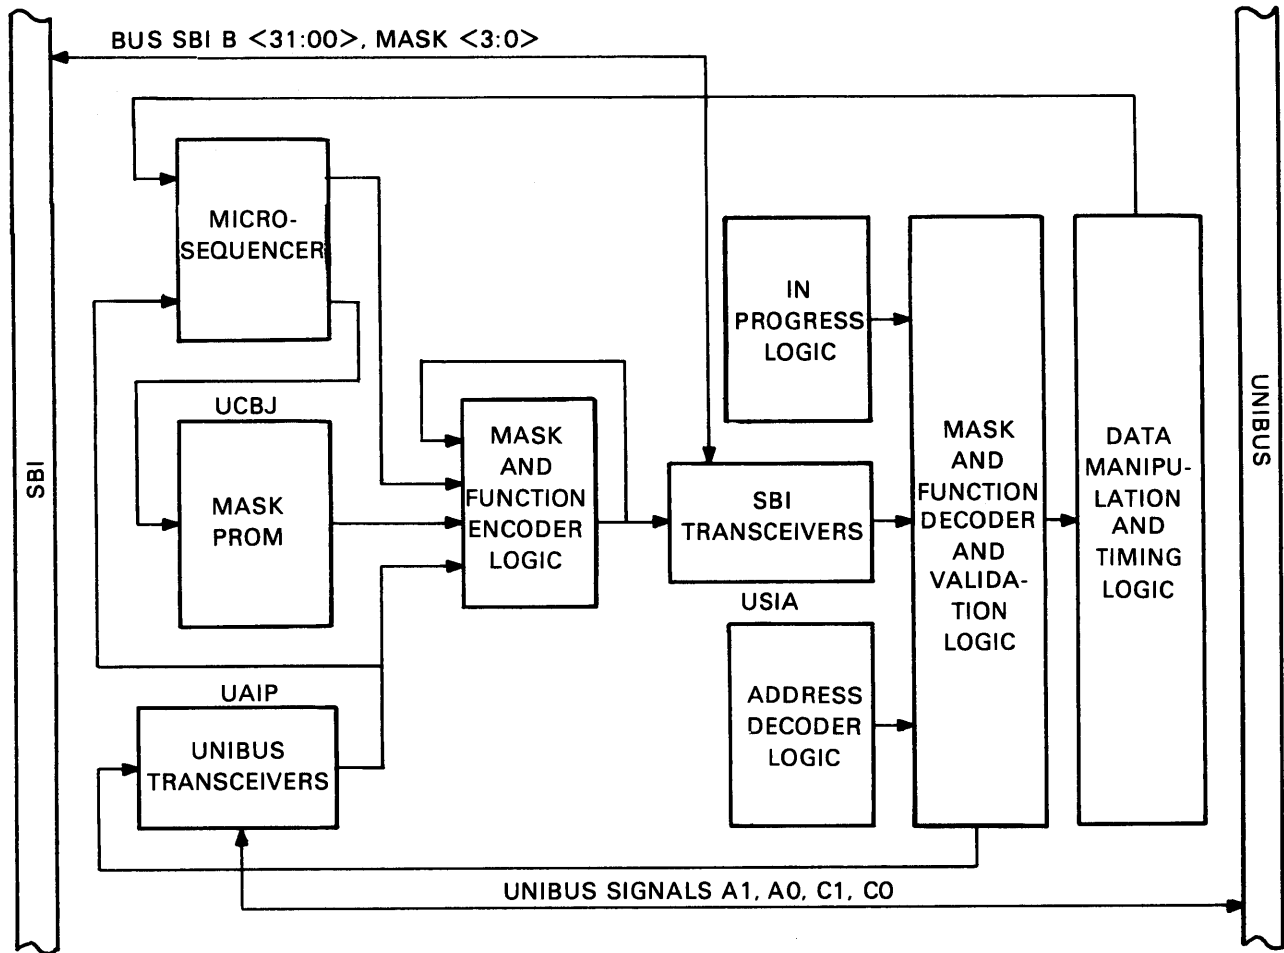 BUS SBI B <31:00>, MASK <3:0>
MICRO-
SEQUENCER
IN
PROGRESS
LOGIC
UCBJ
MASK
PROM
MASK
AND
FUNCTION
ENCODER
LOGIC
SBI
TRANSCEIVERS
USIA
MASK
AND
FUNCTION
DECODER
AND
VALIDA-
TION
LOGIC
DATA
MANIPU-
LATION
AND
TIMING
LOGIC
SBI
UNIBUS
UAIP
UNIBUS
TRANSCEIVERS
ADDRESS
DECODER
LOGIC
UNIBUS SIGNALS A1, A0, C1, C0